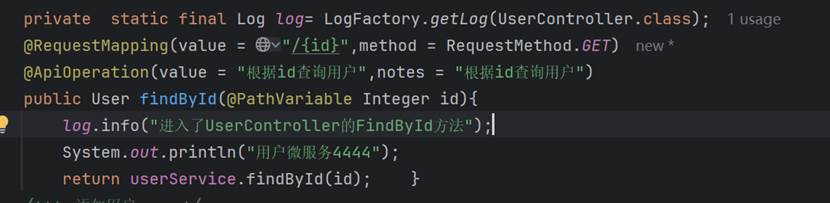 private  static final Log log= LogFactory.getLog(UserController.class);  1 usage
@RequestMapping(value = "/{id}",method = RequestMethod.GET)  new *
@ApiOperation(value = "根据id查询用户",notes = "根据id查询用户")
public User findById(@PathVariable Integer id){
log.info("进入了UserController的FindById方法");
System.out.println("用户微服务4444");
return userService.findById(id);    }